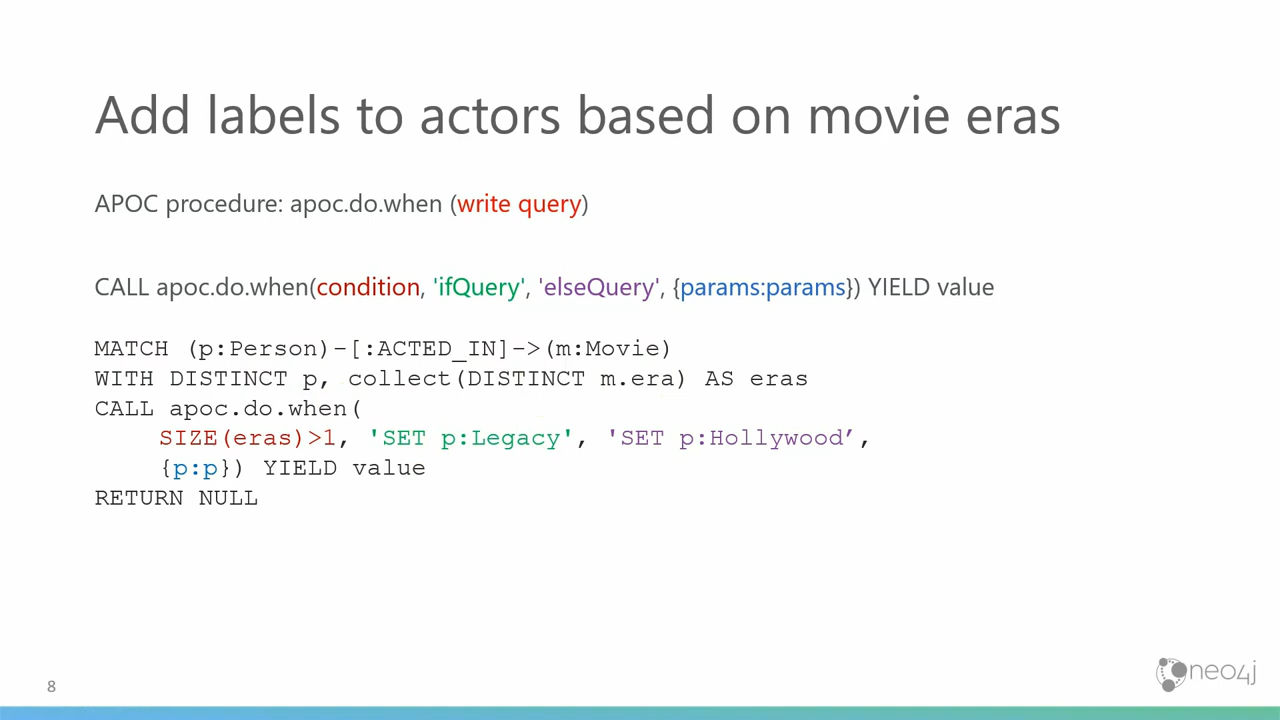 Add labels to actors based on movie eras
APOC procedure: apoc.do.when (write query)
CALL apoc.do.when(condition, 'ifQuery', 'elseQuery', {params:params}) YIELD value
MATCH (p:Person)-[:ACTED_IN]->(m:Movie)
WITH DISTINCT p, collect(DISTINCT m.era) AS eras
CALL apoc.do.when(
SIZE(eras)>1, 'SET p:Legacy', 'SET p:Hollywood’,
{p:p}) YIELD value
RETURN NULL
8
neo4j